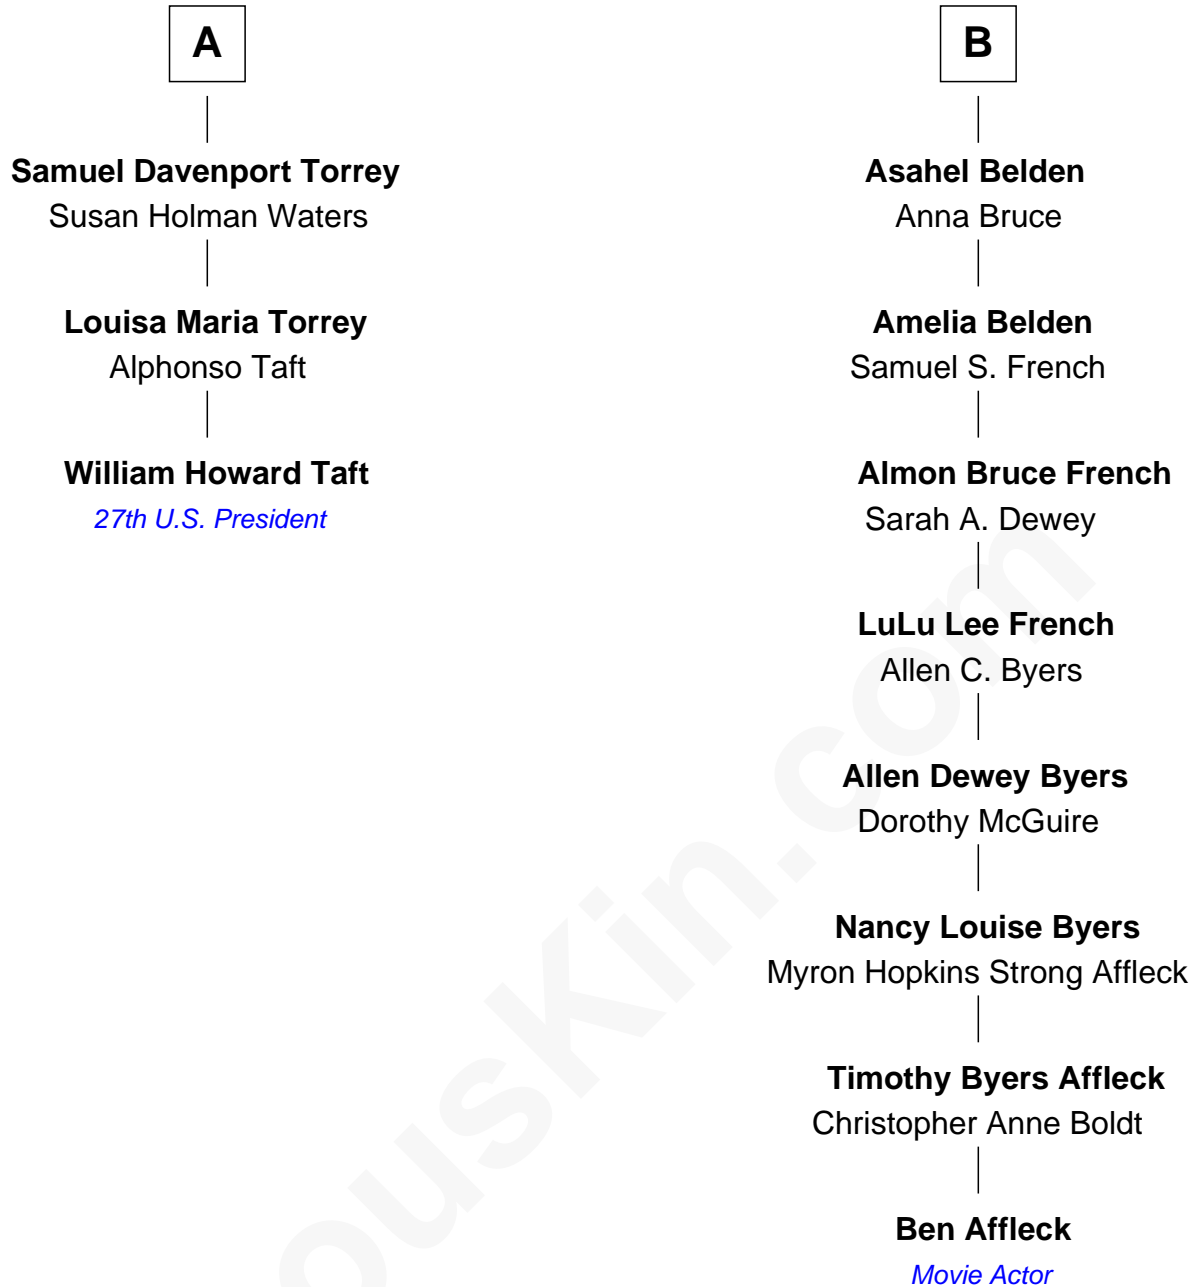 A
Samuel Davenport Torrey
Susan Holman Waters
Louisa Maria Torrey
Alphonso Taft
William Howard Taft
27th U.S. President
B
Asahel Belden
Anna Bruce
Amelia Belden
Samuel S. French
Almon Bruce French
Sarah A. Dewey
LuLu Lee French
Allen C. Byers
Allen Dewey Byers
Dorothy McGuire
Nancy Louise Byers
Myron Hopkins Strong Affleck
Timothy Byers Affleck
Christopher Anne Boldt
Ben Affleck
Movie Actor
ousKin.com